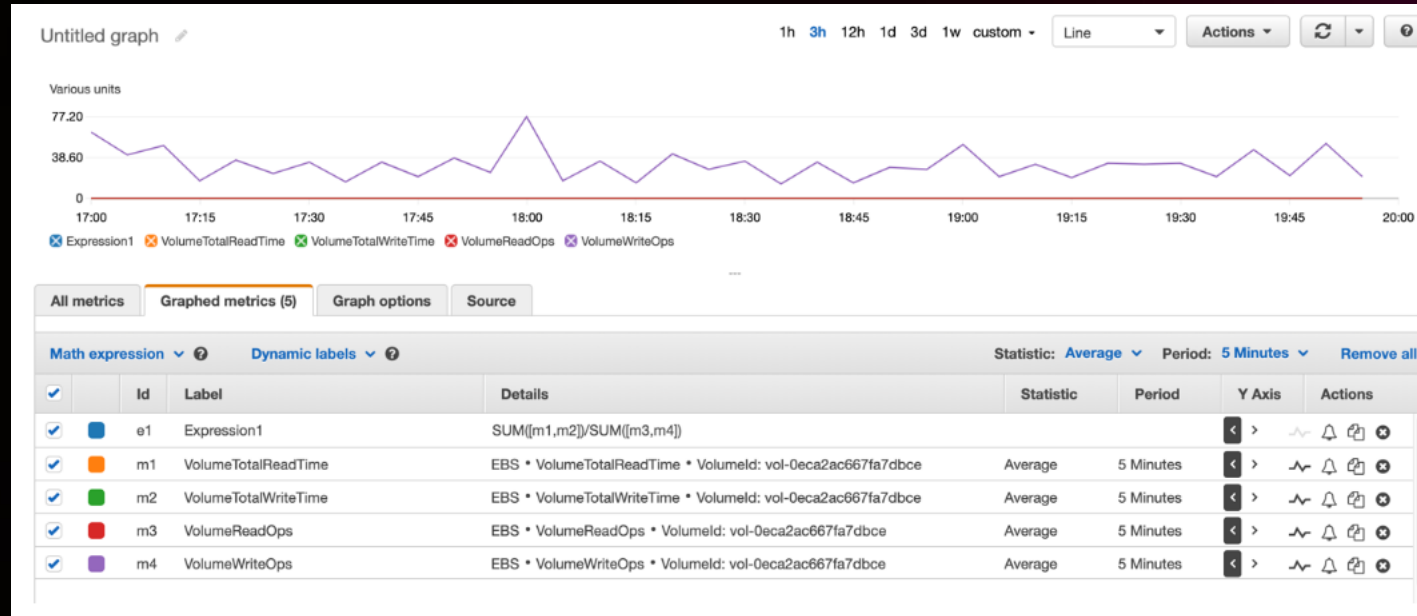 Untitled graph 1h 3h 12h 1d 3d 1w custom Line Actions
Various units
77.20
38.60
0
17:00 17:15 17:30 17:45 18:00 18:15 18:30 18:45 19:00 19:15 19:30 19:45 20:00
Expression1 VolumeTotalReadTime VolumeTotalWriteTime VolumeReadOps VolumeWriteOps
All metrics Graphed metrics (5) Graph options Source
Math expression Dynamic labels Statistic: Average Period: 5 Minutes Remove all
Id Label Details Statistic Period Y Axis Actions
e1 Expression1 SUM([m1,m2])/SUM([m3,m4])
m1 VolumeTotalReadTime EBS • VolumeTotalReadTime • VolumeId: vol-0eca2ac667fa7dbce Average 5 Minutes
m2 VolumeTotalWriteTime EBS • VolumeTotalWriteTime • VolumeId: vol-0eca2ac667fa7dbce Average 5 Minutes
m3 VolumeReadOps EBS • VolumeReadOps • VolumeId: vol-0eca2ac667fa7dbce Average 5 Minutes
m4 VolumeWriteOps EBS • VolumeWriteOps • VolumeId: vol-0eca2ac667fa7dbce Average 5 Minutes